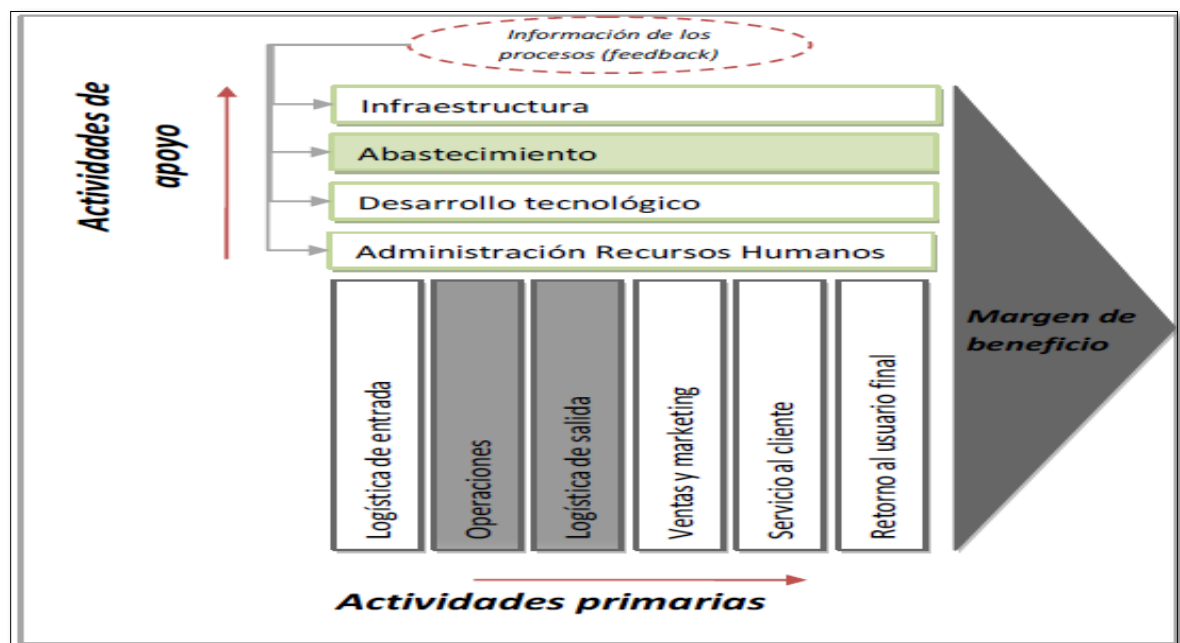 Información de los
procesos (feedback)
Actividades de
apoyo
Infraestructura
Abastecimiento
Desarrollo tecnológico
Administración Recursos Humanos
Logística de entrada
Operaciones
Logística de salida
Ventas y marketing
Servicio al cliente
Retorno al usuario final
Margen de
beneficio
Actividades primarias